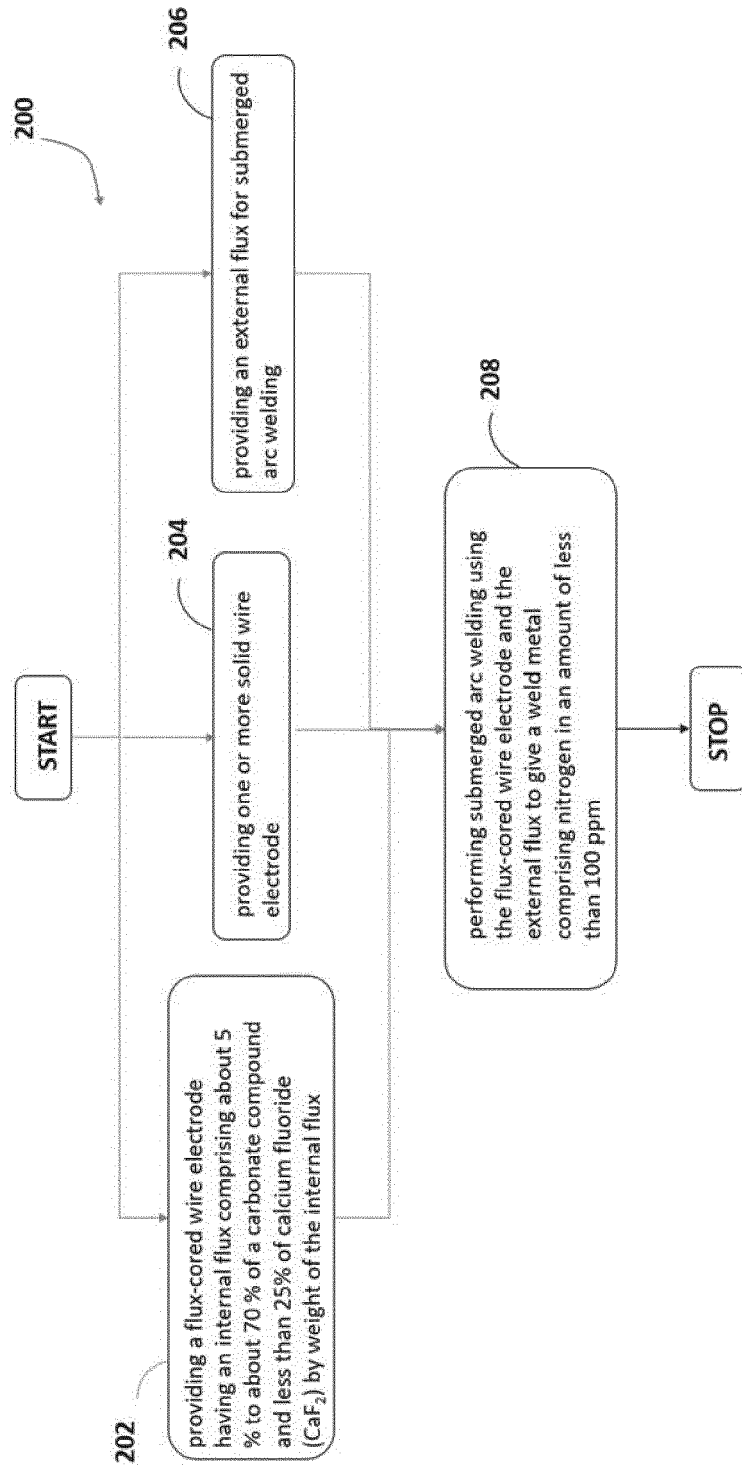 200
START
202
providing a flux-cored wire electrode
having an internal flux comprising about 5
% to about 70 % of a carbonate compound
and less than 25% of calcium fluoride
(CaF₂) by weight of the internal flux
204
providing one or more solid wire
electrode
206
providing an external flux for submerged
arc welding
208
performing submerged arc welding using
the flux-cored wire electrode and the
external flux to give a weld metal
comprising nitrogen in an amount of less
than 100 ppm
STOP